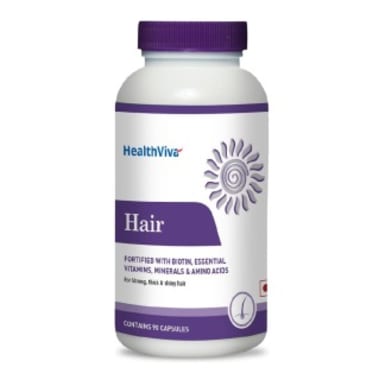 HealthViva
Hair
FORTIFIED WITH BIOTIN, ESSENTIAL
VITAMINS, MINERALS & AMINO ACIDS
For Strong, thick & shiny hair
CONTAINS 90 CAPSULES